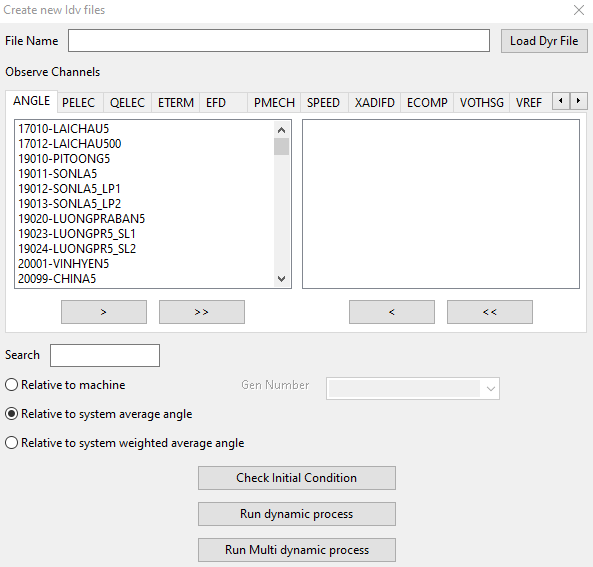 Create new Idv files
File Name
Load Dyr File
Observe Channels
ANGLE PELEC QELEC ETERM EFD PMECH SPEED XADIFD ECOMP VOTHSG VREF
17010-LAICHAU5
17012-LAICHAU500
19010-PITOONG5
19011-SONLA5
19012-SONLA5_LP1
19013-SONLA5_LP2
19020-LUONGPRABAN5
19023-LUONGPR5_SL1
19024-LUONGPR5_SL2
20001-VINHYEN5
20099-CHINA5
> >> < <<
Search
Relative to machine
Gen Number
Relative to system average angle
Relative to system weighted average angle
Check Initial Condition
Run dynamic process
Run Multi dynamic process